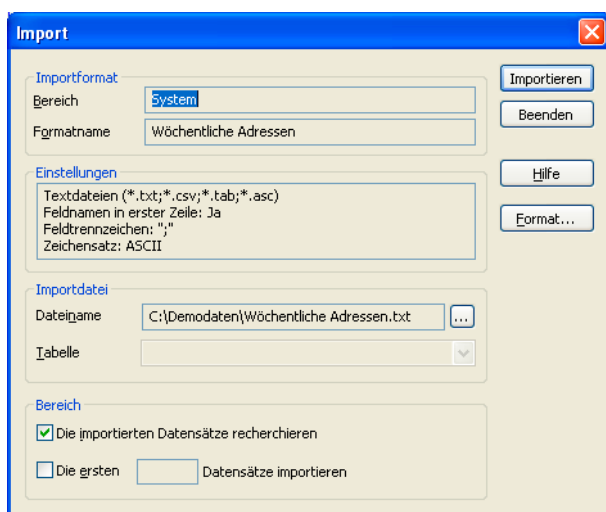 Import
Importformat
Bereich
System
Formatname
Wöchentliche Adressen
Importieren
Beenden
Einstellungen
Textdateien (*.txt;*.csv;*.tab;*.asc)
Feldnamen in erster Zeile: Ja
Feldtrennzeichen: ";"
Zeichensatz: ASCII
Hilfe
Format...
Importdatei
Dateiname
C:\Demodaten\Wöchentliche Adressen.txt
...
Tabelle
Bereich
Die importierten Datensätze recherchieren
Die ersten Datensätze importieren